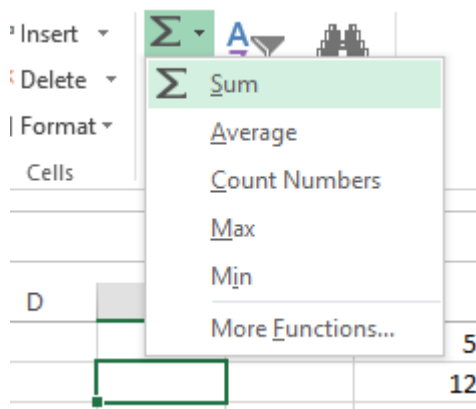 Insert
Σ
A
Z
Delete
Σ Sum
Format
Average
Cells
Count Numbers
Max
Min
D
More Functions...
5
12